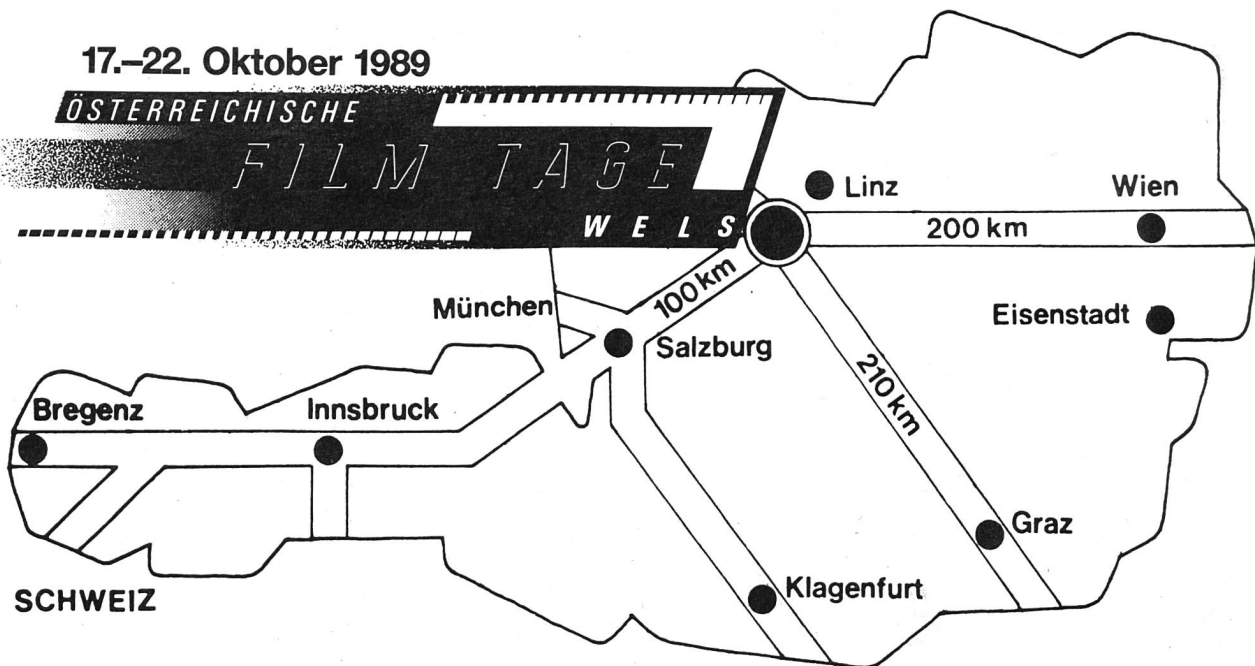 17.–22. Oktober 1989
ÖSTERREICHISCHE
FILM TAGE
WELS
Linz
Wien
200 km
München
100 km
Eisenstadt
Salzburg
210 km
Bregenz
Innsbruck
Graz
Klagenfurt
SCHWEIZ